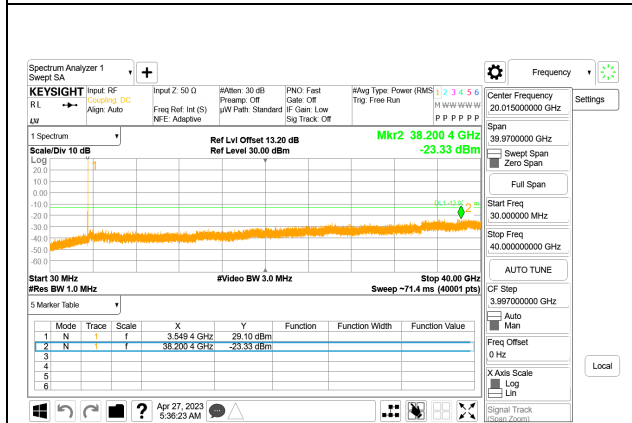 Spectrum Analyzer 1
Swept SA
+
Frequency
KEYSIGHT
Input: RF
Coupling: DC
Align: Auto
Input Z: 50 Ω
Freq Ref: Int (S)
NFE: Adaptive
#Atten: 30 dB
Preamp: Off
µW Path: Standard
PNO: Fast
Gate: Off
IF Gain: Low
Sig Track: Off
#Avg Type: Power (RMS
Trig: Free Run
1 2 3 4 5 6
M W W W W W
P P P P P P
R L
LXI
1 Spectrum
Scale/Div 10 dB
Log
Ref Lvl Offset 13.20 dB
Ref Level 30.00 dBm
Mkr2 38.200 4 GHz
-23.33 dBm
20.0
10.0
0.00
-10.0
-20.0
-30.0
-40.0
-50.0
-60.0
1
2
Start 30 MHz
#Res BW 1.0 MHz
#Video BW 3.0 MHz
Stop 40.00 GHz
Sweep ~71.4 ms (40001 pts)
5 Marker Table
Mode Trace Scale X Y Function Function Width Function Value
1 N 1 f 3.549 4 GHz 29.10 dBm
2 N 1 f 38.200 4 GHz -23.33 dBm
3
4
5
6
Center Frequency
20.015000000 GHz
Settings
Span
39.9700000 GHz
Swept Span
Zero Span
Full Span
Start Freq
30.000000 MHz
Stop Freq
40.000000000 GHz
AUTO TUNE
CF Step
3.997000000 GHz
Auto
Man
Freq Offset
0 Hz
X Axis Scale
Log
Lin
Local
Signal Track
(Span Zoom)
?
Apr 27, 2023
5:36:23 AM